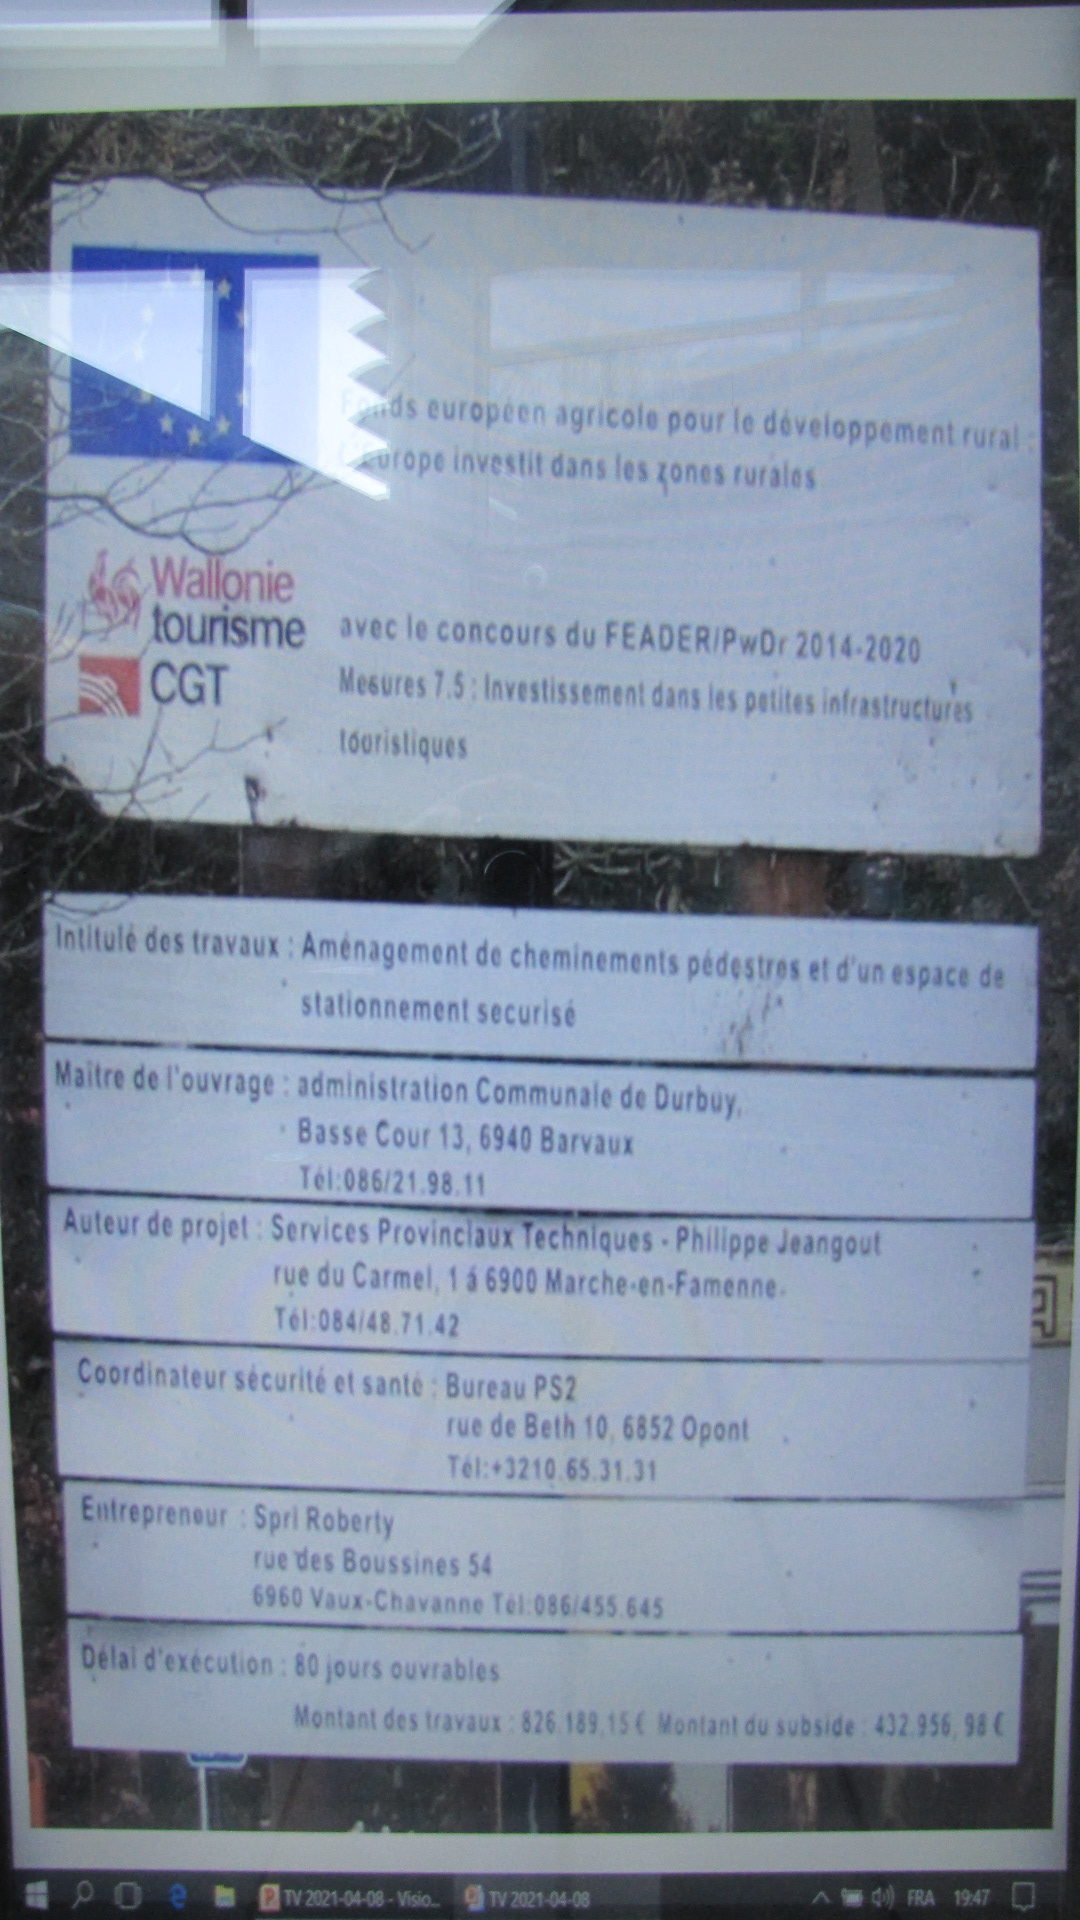 Fonds européen agricole pour le développement rural :
L'Europe investit dans les zones rurales
Wallonie
tourisme
CGT
avec le concours du FEADER/PwDr 2014-2020
Mesures 7.5 : Investissement dans les petites infrastructures
touristiques
Intitulé des travaux : Aménagement de cheminements pédestres et d'un espace de
stationnement securisé
Maître de l'ouvrage : administration Communale de Durbuy,
Basse Cour 13, 6940 Barvaux
Tél:086/21.98.11
Auteur de projet : Services Provinciaux Techniques - Philippe Jeangout
rue du Carmel, 1 á 6900 Marche-en-Famenne.
Tél:084/48.71.42
Coordinateur sécurité et santé : Bureau PS2
rue de Beth 10, 6852 Opont
Tél:+3210.65.31.31
Entrepreneur : Sprl Roberty
rue des Boussines 54
6960 Vaux-Chavanne Tél:086/455.645
Délai d'exécution : 80 jours ouvrables
Montant des travaux : 826.189,15 € Montant du subside : 432.956, 98 €
TV 2021-04-08 - Visio...
TV 2021-04-08
FRA
19:47